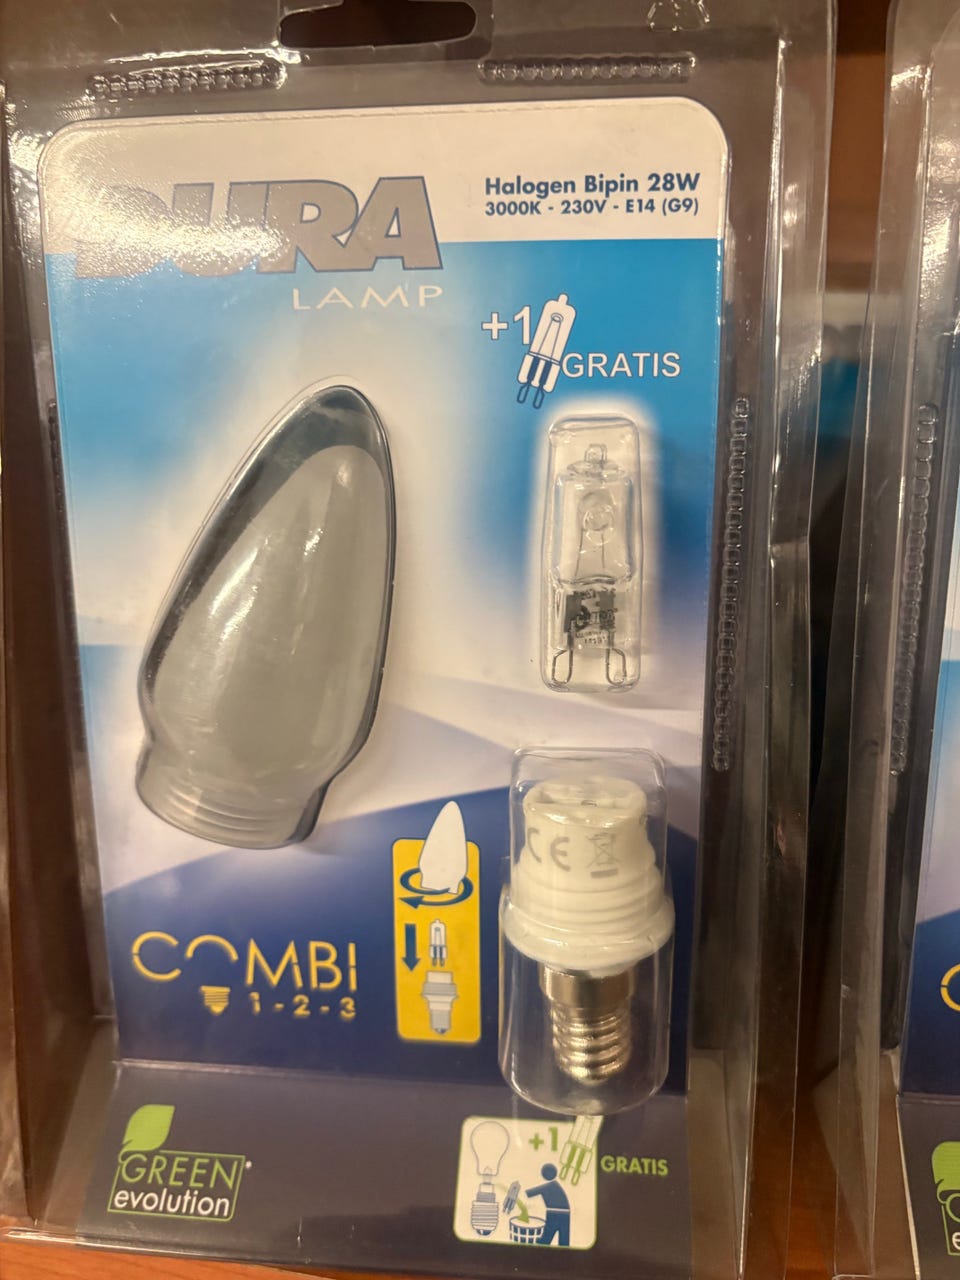 DURA
LAMP
Halogen Bipin 28W
3000K - 230V - E14 (G9)
+1
GRATIS
CE
COMBI
1 - 2 - 3
GREEN
evolution
+1
GRATIS